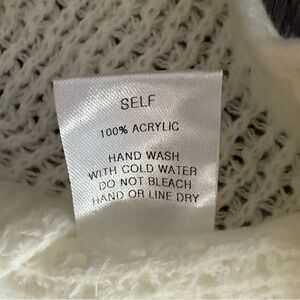 SELF
100% ACRYLIC
HAND WASH
WITH COLD WATER
DO NOT BLEACH
HAND OR LINE DRY